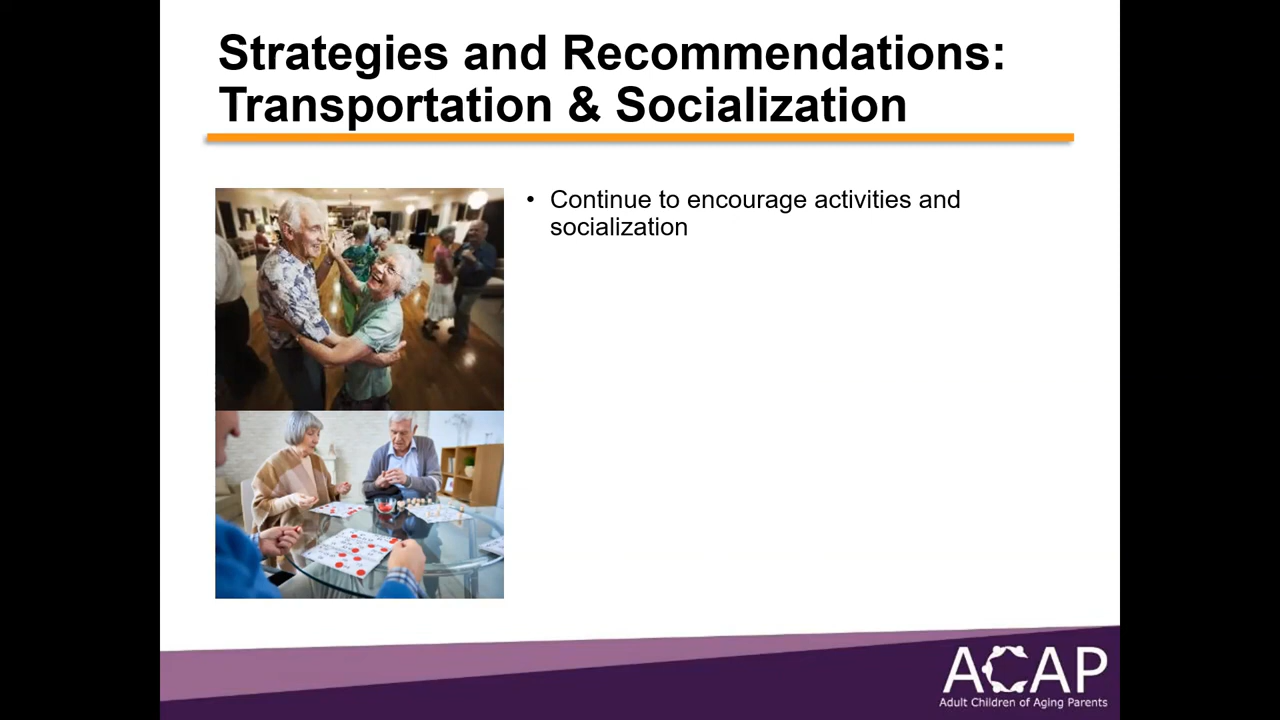 Strategies and Recommendations:
Transportation & Socialization
• Continue to encourage activities and
socialization
ACAP
Adult Children of Aging Parents